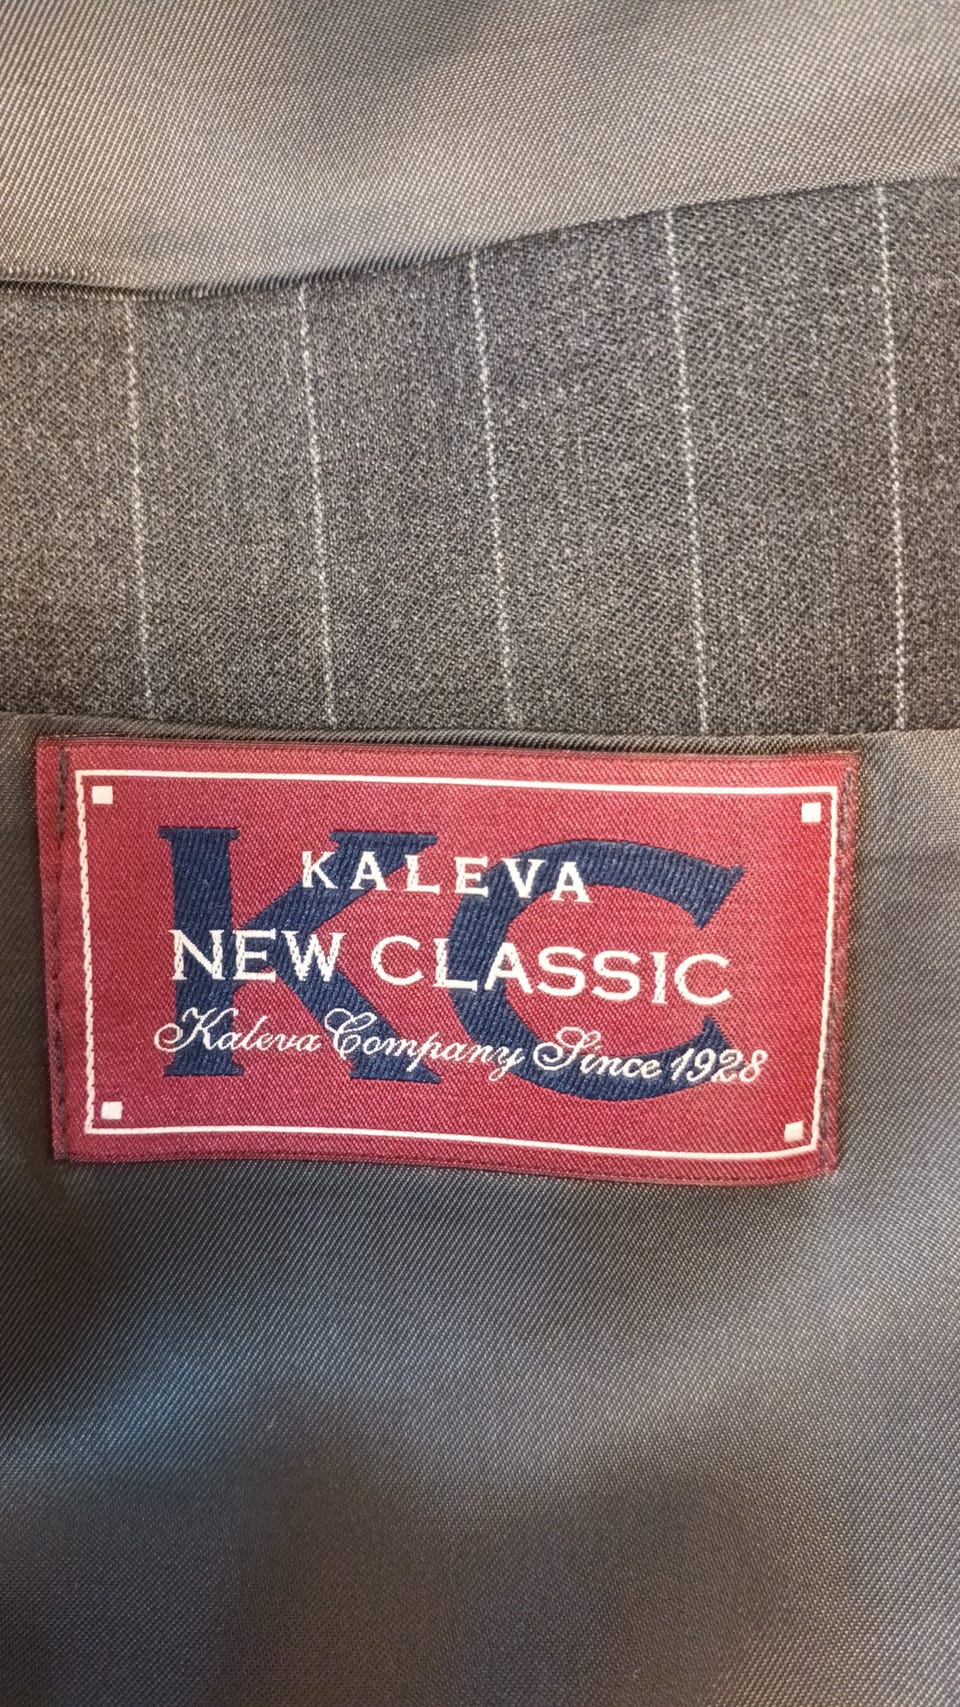 KC
KALEVA
NEW CLASSIC
Kaleva Company Since 1928